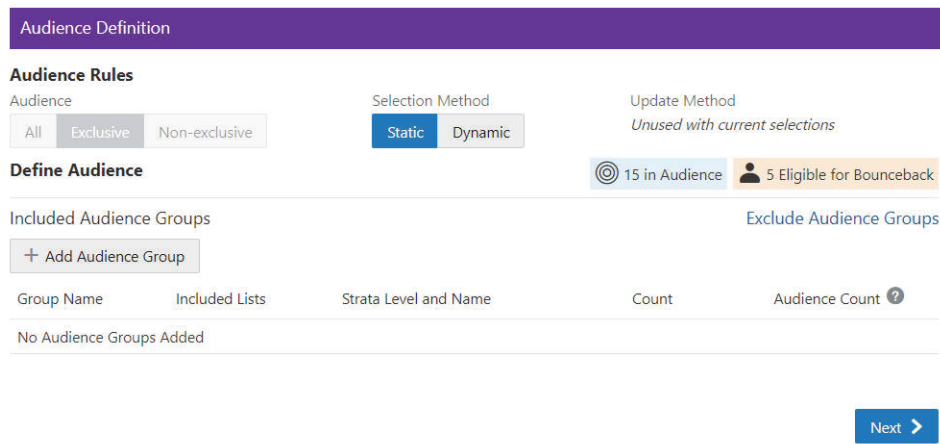 Audience Definition
Audience Rules
Audience
Selection Method
Update Method
All Exclusive Non-exclusive
Static Dynamic
Unused with current selections
Define Audience
15 in Audience
5 Eligible for Bounceback
Included Audience Groups
Exclude Audience Groups
+ Add Audience Group
Group Name Included Lists Strata Level and Name Count Audience Count ?
No Audience Groups Added
Next